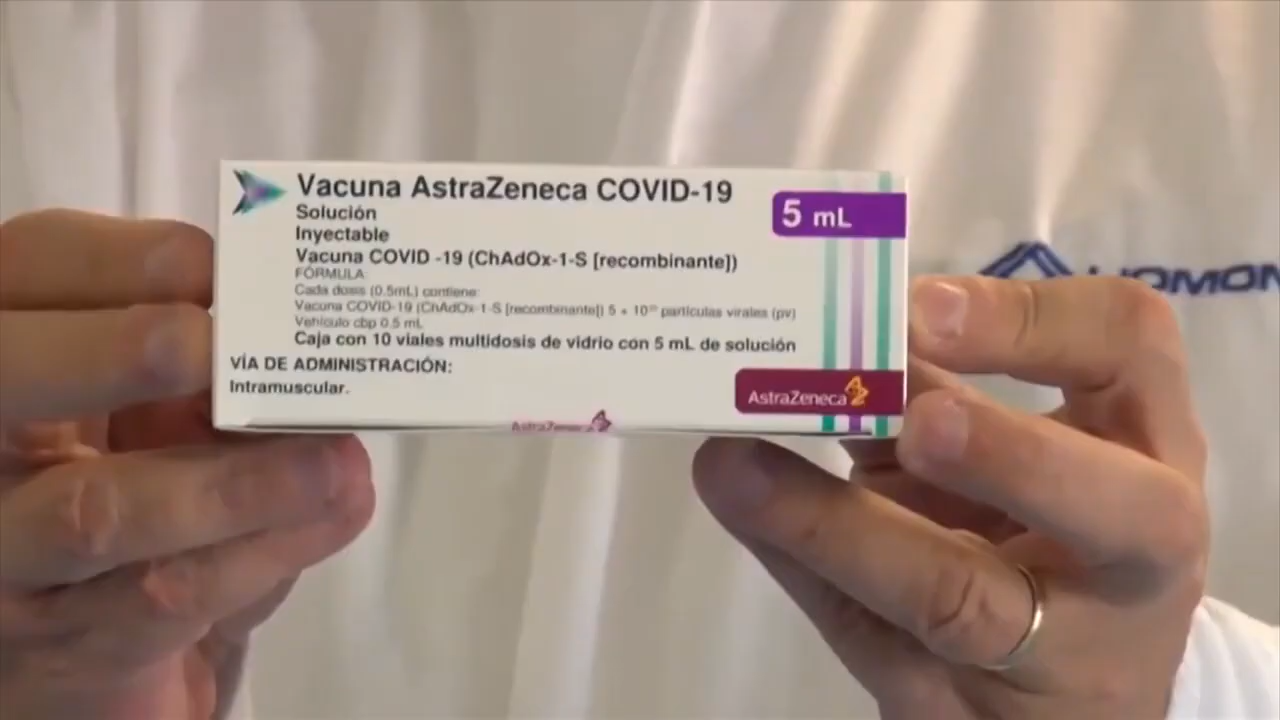 Vacuna AstraZeneca COVID-19
5 mL
Solución
Inyectable
Vacuna COVID -19 (ChAdOx-1-S [recombinante])
FÓRMULA:
Cada dosis (0.5mL) contiene:
Vacuna COVID-19 (ChAdOx-1-S [recombinante]) 5 × 10¹⁰ partículas virales (pv)
Vehículo cbp 0.5 mL
Caja con 10 viales multidosis de vidrio con 5 mL de solución
VÍA DE ADMINISTRACIÓN:
Intramuscular.
AstraZeneca
AstraZeneca